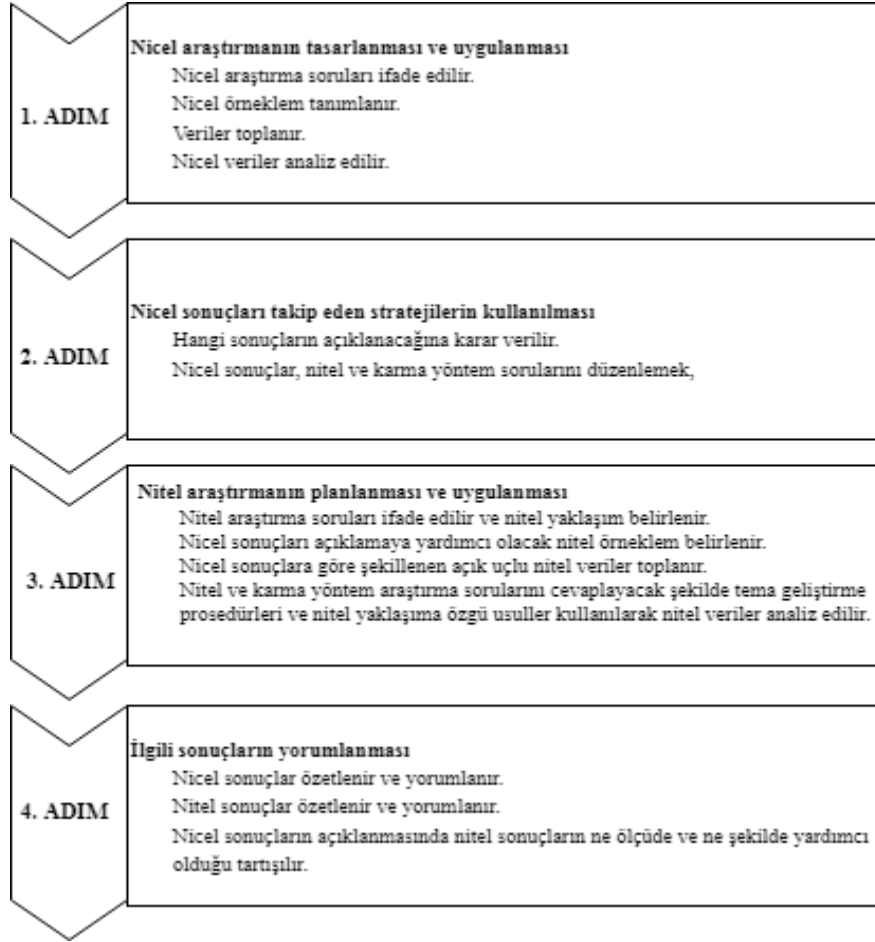 1. ADIM
Nicel araştırmanın tasarlanması ve uygulanması
Nicel araştırma soruları ifade edilir.
Nicel örneklem tanımlanır.
Veriler toplanır.
Nicel veriler analiz edilir.
2. ADIM
Nicel sonuçları takip eden stratejilerin kullanılması
Hangi sonuçların açıklanacağına karar verilir.
Nicel sonuçlar, nitel ve karma yöntem sorularını düzenlemek,
3. ADIM
Nitel araştırmanın planlanması ve uygulanması
Nitel araştırma soruları ifade edilir ve nitel yaklaşım belirlenir.
Nicel sonuçları açıklamaya yardımcı olacak nitel örneklem belirlenir.
Nicel sonuçlara göre şekillenen açık uçlu nitel veriler toplanır.
Nitel ve karma yöntem araştırma sorularını cevaplayacak şekilde tema geliştirme
prosedürleri ve nitel yaklaşıma özgü usuller kullanılarak nitel veriler analiz edilir.
4. ADIM
İlgili sonuçların yorumlanması
Nicel sonuçlar özetlenir ve yorumlanır.
Nitel sonuçlar özetlenir ve yorumlanır.
Nicel sonuçların açıklanmasında nitel sonuçların ne ölçüde ve ne şekilde yardımcı
olduğu tartışılır.